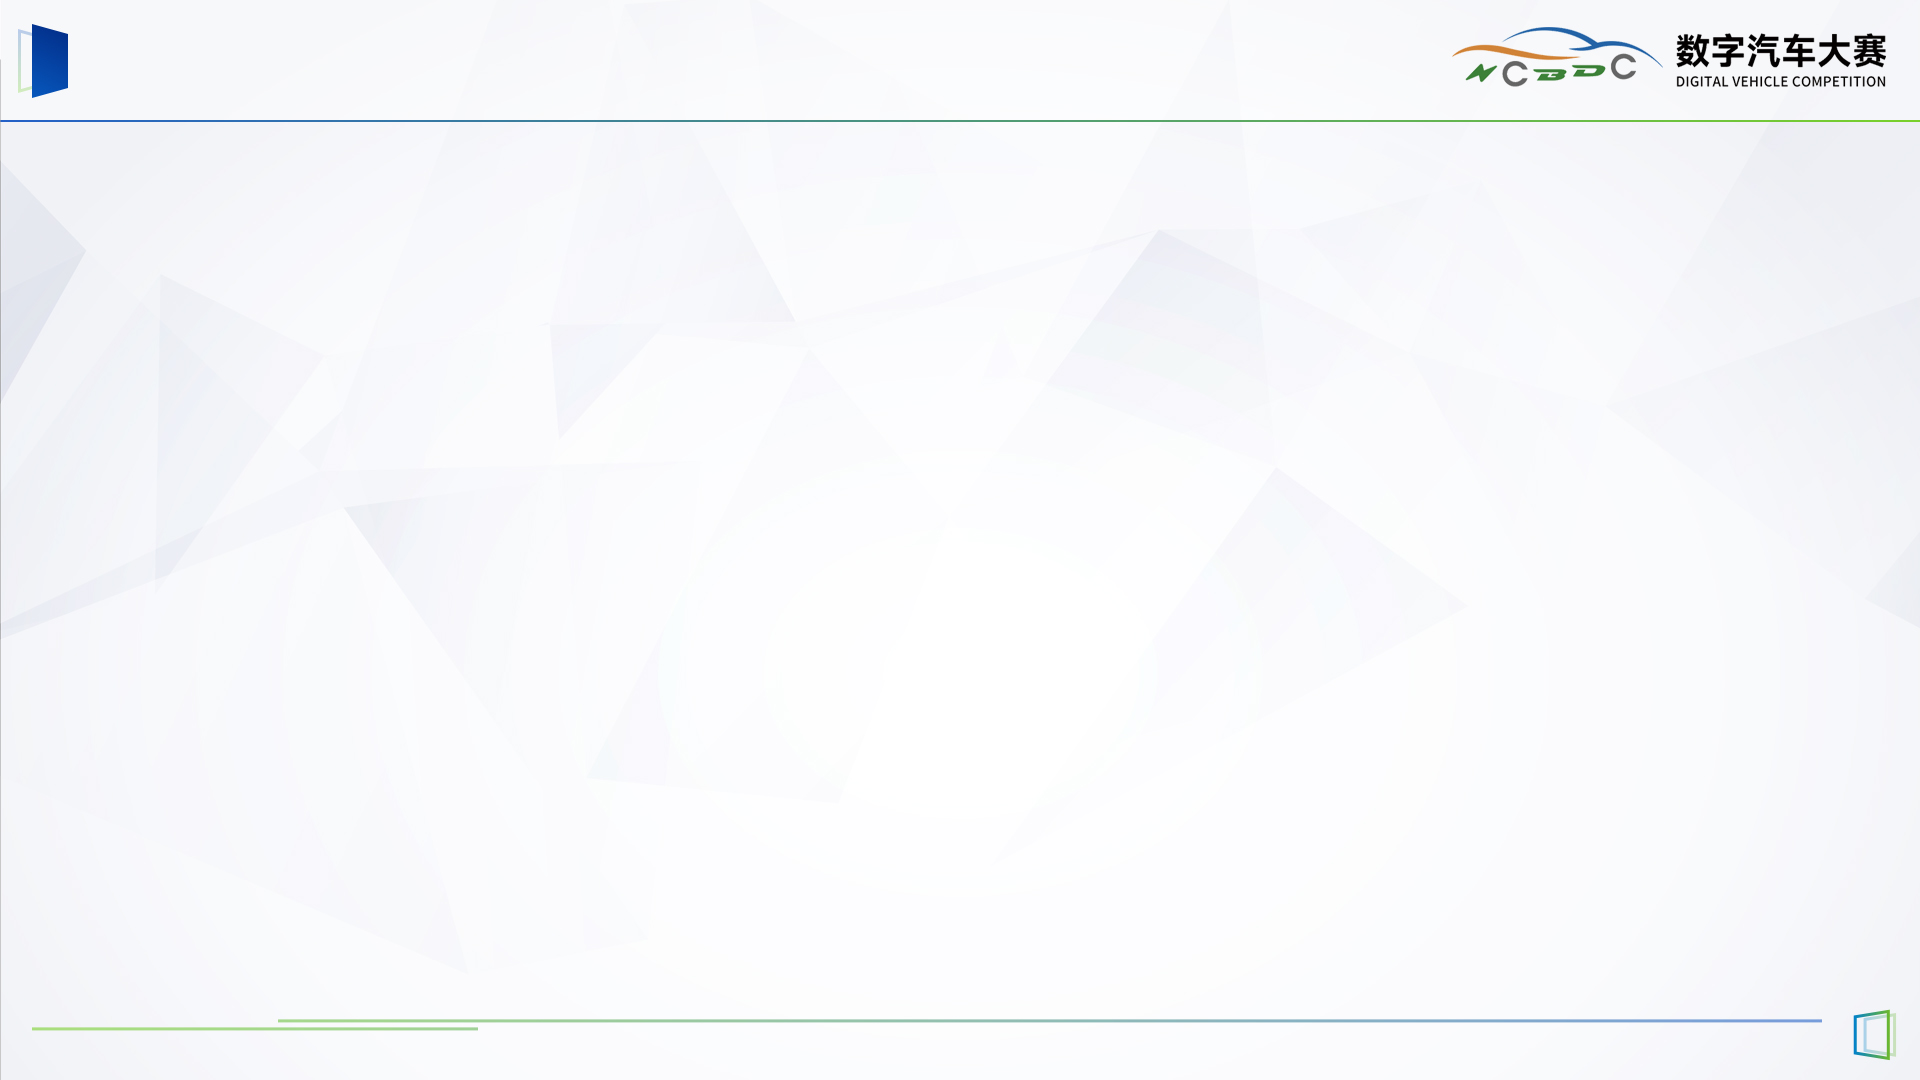 NCBDC
数字汽车大赛
DIGITAL VEHICLE COMPETITION